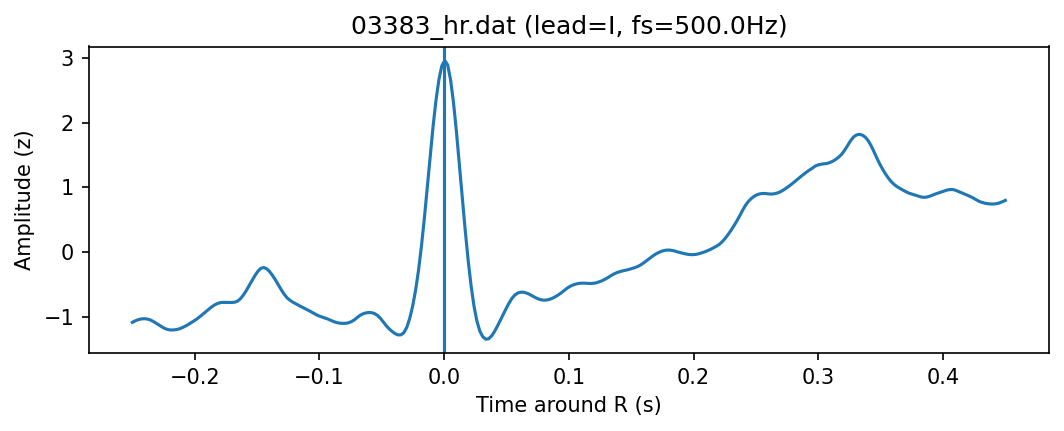 03383_hr.dat (lead=I, fs=500.0Hz)
Amplitude (z)
3
2
1
0
−1
−0.2 −0.1 0.0 0.1 0.2 0.3 0.4
Time around R (s)